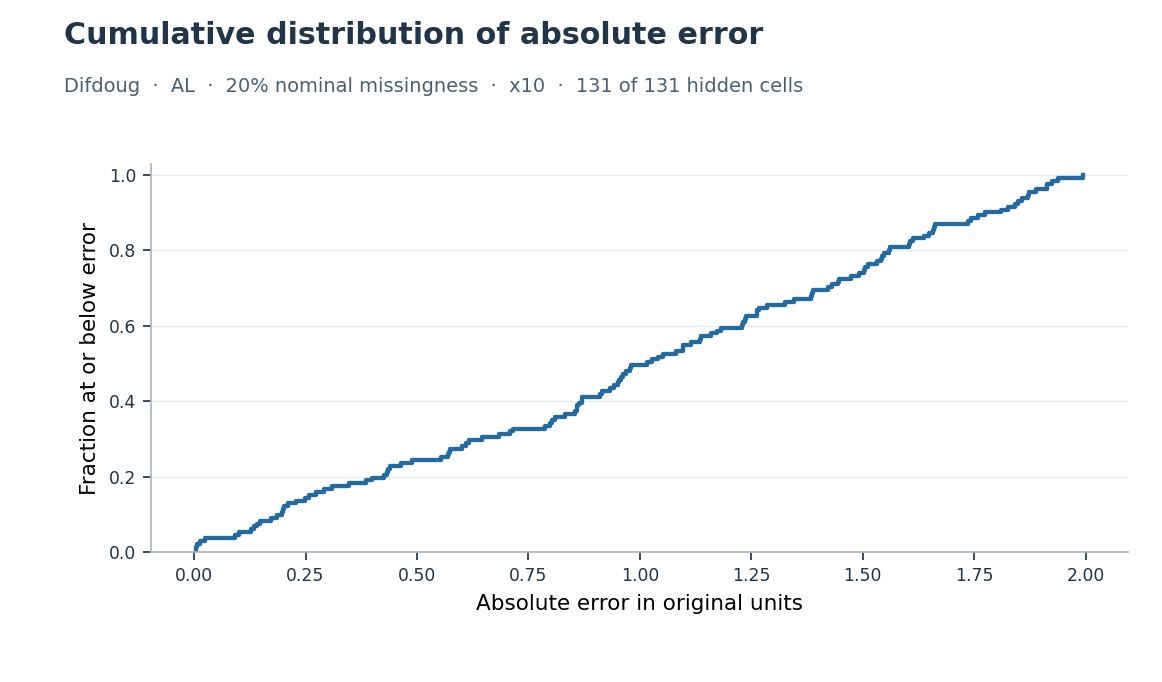 Cumulative distribution of absolute error
Difdoug · AL · 20% nominal missingness · x10 · 131 of 131 hidden cells
Fraction at or below error
1.0
0.8
0.6
0.4
0.2
0.0
0.00 0.25 0.50 0.75 1.00 1.25 1.50 1.75 2.00
Absolute error in original units